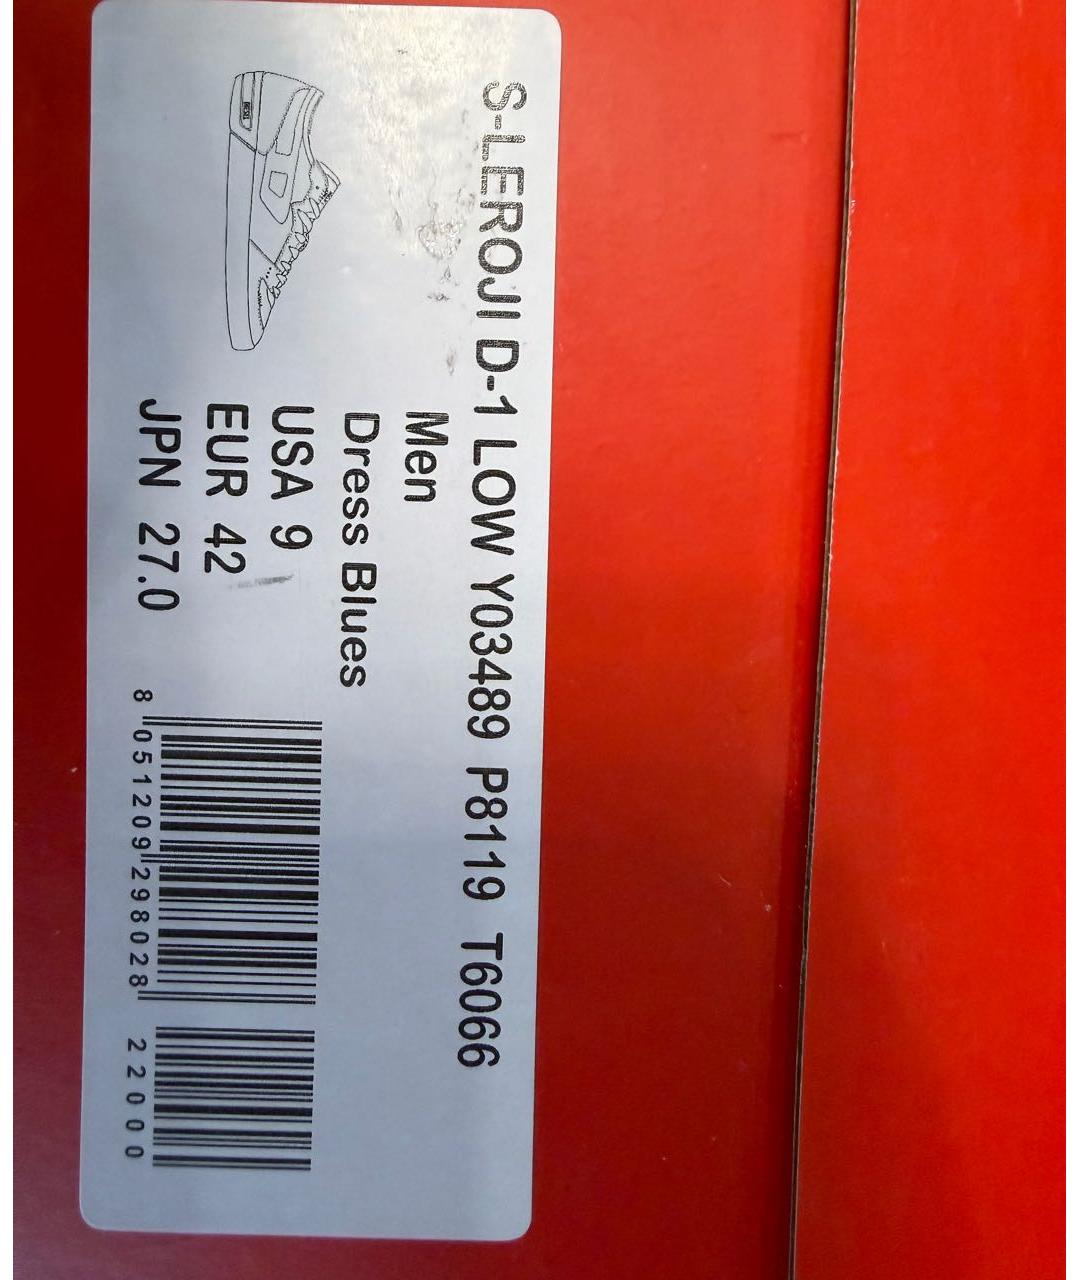 S-LEROJI D-1 LOW Y03489 P8119 T6066
Men
Dress Blues
USA 9
EUR 42
JPN 27.0
8 051209 298028 22000